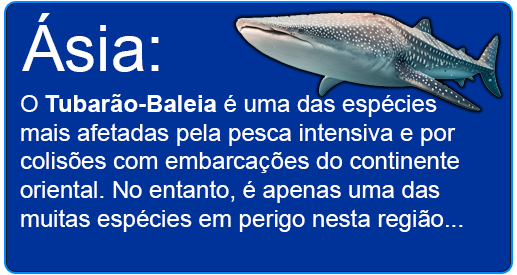 Ásia:
O Tubarão-Baleia é uma das espécies
mais afetadas pela pesca intensiva e por
colisões com embarcações do continente
oriental. No entanto, é apenas uma das
muitas espécies em perigo nesta região...